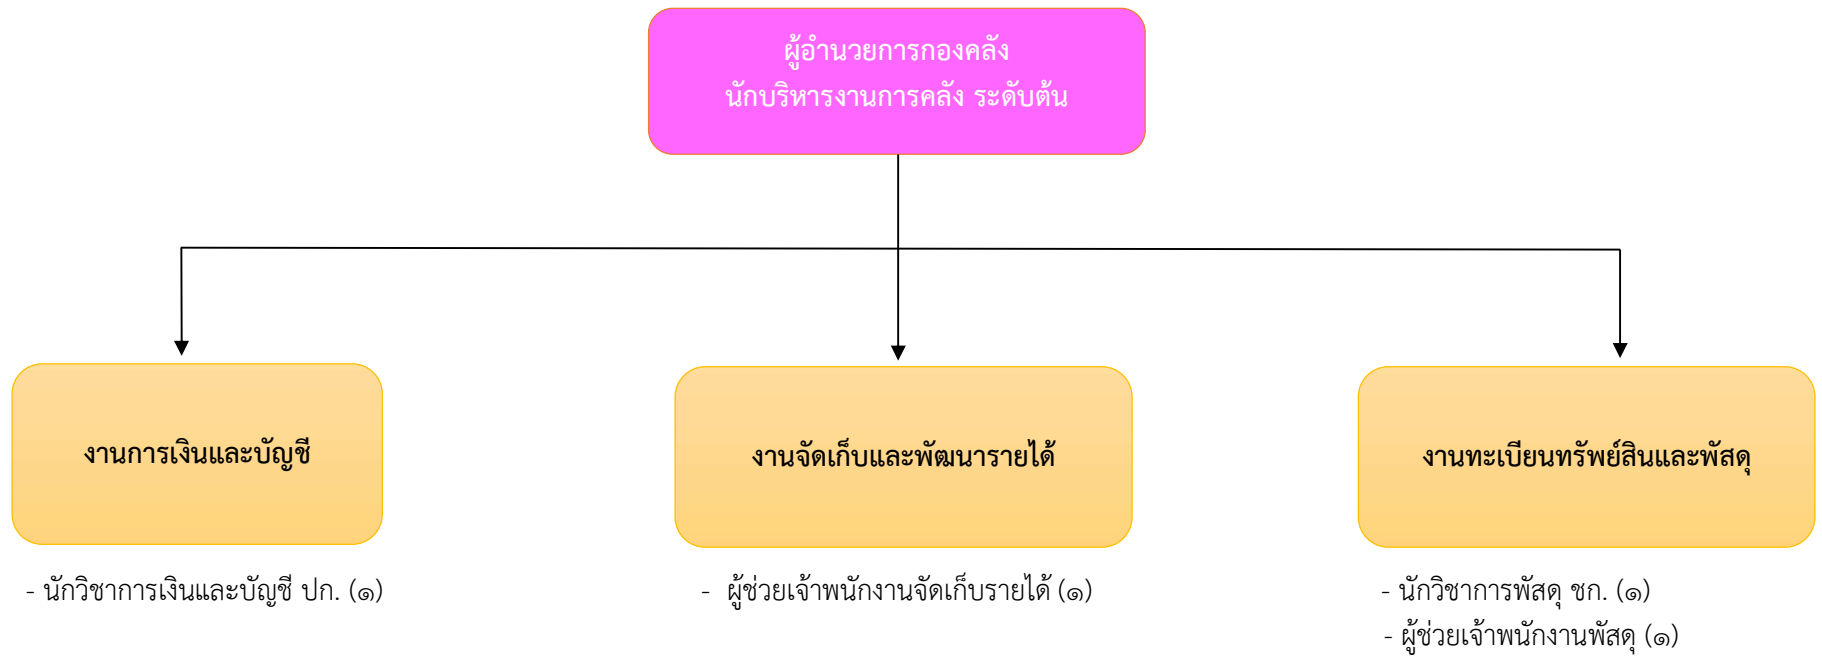 ผู้อำนวยการกองคลัง
นักบริหารงานการคลัง ระดับต้น
งานการเงินและบัญชี
- นักวิชาการเงินและบัญชี ปก. (๑)
งานจัดเก็บและพัฒนารายได้
- ผู้ช่วยเจ้าพนักงานจัดเก็บรายได้ (๑)
งานทะเบียนทรัพย์สินและพัสดุ
- นักวิชาการพัสดุ ชก. (๑)
- ผู้ช่วยเจ้าพนักงานพัสดุ (๑)